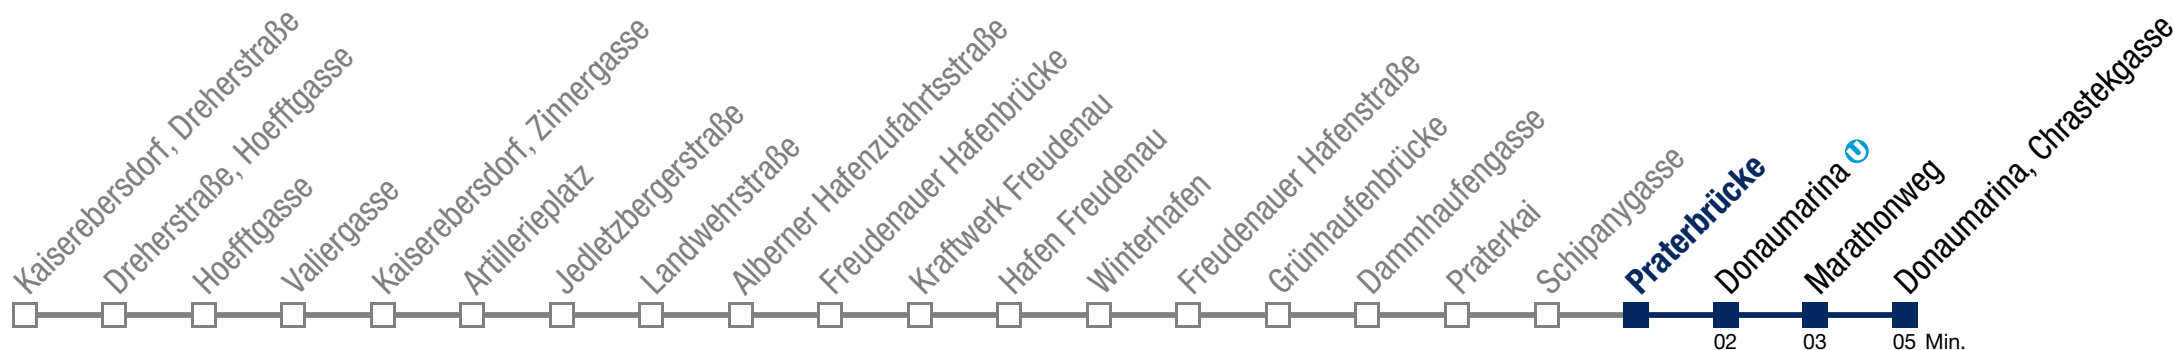 Kaiserebersdorf, Dreherstraße
Dreherstraße, Hoefftgasse
Hoefftgasse
Valiergasse
Kaiserebersdorf, Zinnergasse
Artillerieplatz
Jedletzbergerstraße
Landwehrstraße
Alberner Hafenzufahrtsstraße
Freudenauer Hafenbrücke
Kraftwerk Freudenau
Hafen Freudenau
Winterhafen
Freudenauer Hafenstraße
Grünhaufenbrücke
Dammhaufengasse
Praterkai
Schipanygasse
Praterbrücke
Donaumarina U
Marathonweg
Donaumarina, Chrastekgasse
02 03 05 Min.